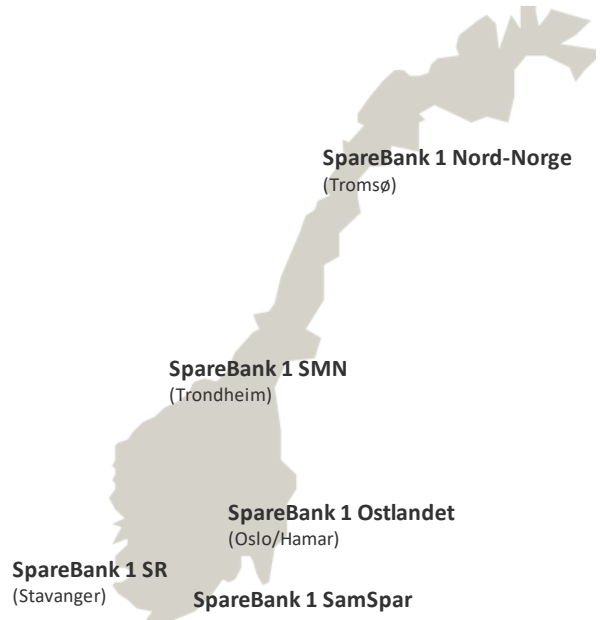 SpareBank 1 Nord-Norge
(Tromsø)
SpareBank 1 SMN
(Trondheim)
SpareBank 1 Ostlandet
(Oslo/Hamar)
SpareBank 1 SR
(Stavanger)
SpareBank 1 SamSpar